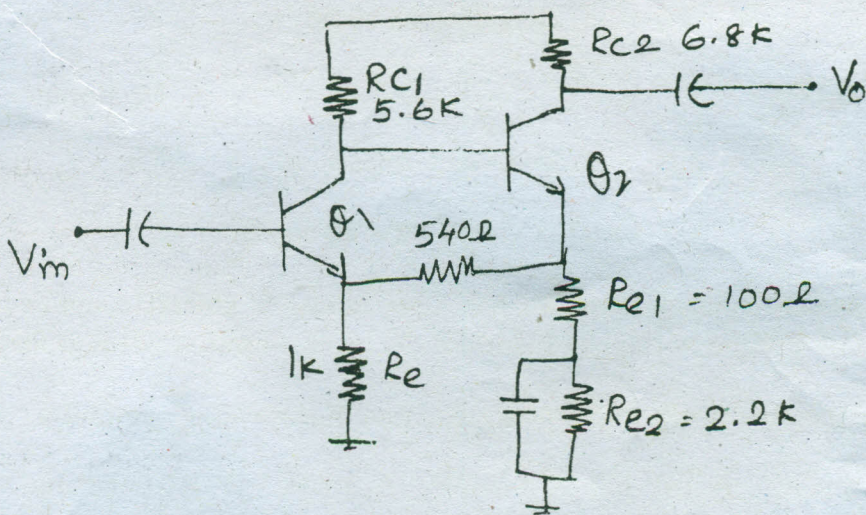 RC2 6.8K
RC1
5.6K
Vo
Q2
Q1
540Ω
Vin
Re1 = 100Ω
1K Re
Re2 = 2.2K